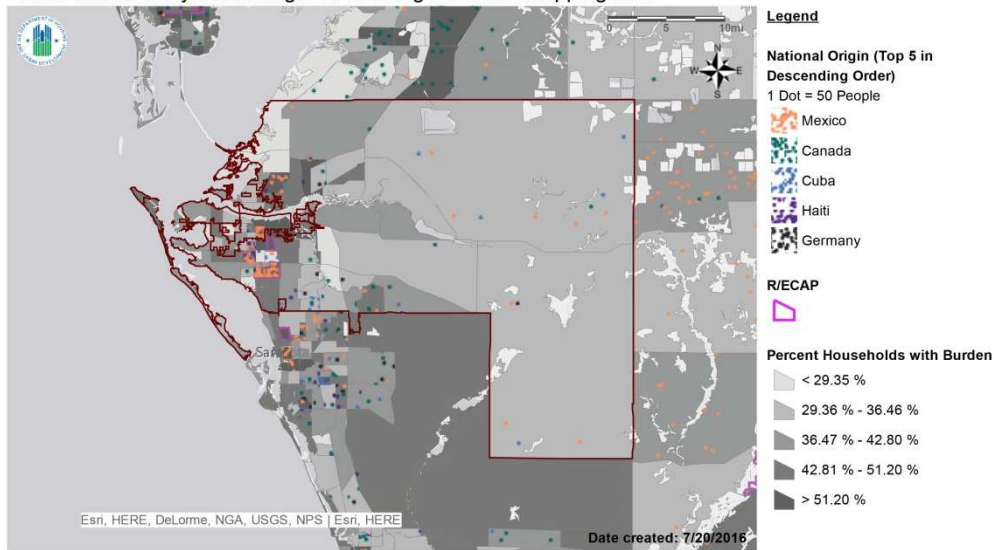 0 5 10mi
N
W E
S
Sarasota
Esri, HERE, DeLorme, NGA, USGS, NPS | Esri, HERE
Date created: 7/20/2016
Legend
National Origin (Top 5 in
Descending Order)
1 Dot = 50 People
Mexico
Canada
Cuba
Haiti
Germany
R/ECAP
Percent Households with Burden
< 29.35 %
29.36 % - 36.46 %
36.47 % - 42.80 %
42.81 % - 51.20 %
> 51.20 %